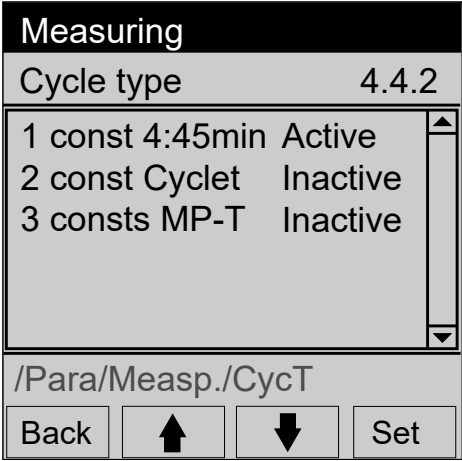 Measuring
Cycle type 4.4.2
1 const 4:45min Active
2 const Cyclet Inactive
3 consts MP-T Inactive
/Para/Measp./CycT
Back Set